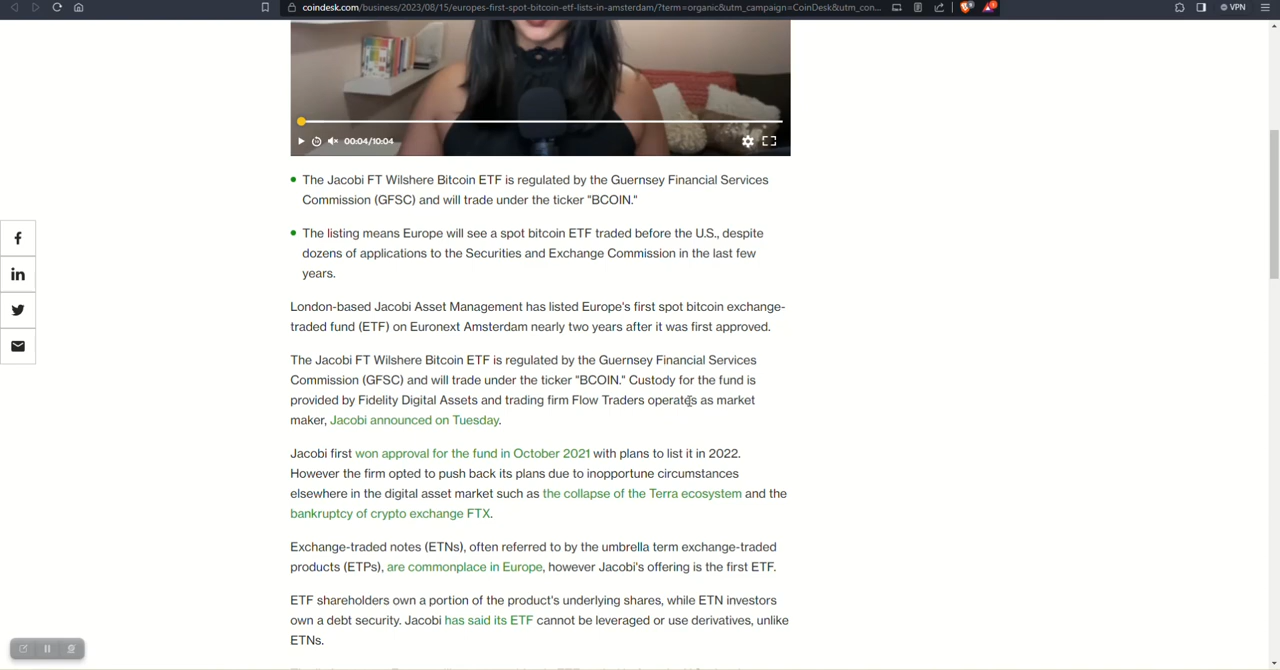 coindesk.com/business/2023/08/15/europes-first-spot-bitcoin-etf-lists-in-amsterdam/?term=organic&utm_campaign=CoinDesk&utm_con...
VPN
00:04/10:04
The Jacobi FT Wilshere Bitcoin ETF is regulated by the Guernsey Financial Services
Commission (GFSC) and will trade under the ticker "BCOIN."
The listing means Europe will see a spot bitcoin ETF traded before the U.S., despite
dozens of applications to the Securities and Exchange Commission in the last few
years.
London-based Jacobi Asset Management has listed Europe's first spot bitcoin exchange-
traded fund (ETF) on Euronext Amsterdam nearly two years after it was first approved.
The Jacobi FT Wilshere Bitcoin ETF is regulated by the Guernsey Financial Services
Commission (GFSC) and will trade under the ticker "BCOIN." Custody for the fund is
provided by Fidelity Digital Assets and trading firm Flow Traders operates as market
maker, Jacobi announced on Tuesday.
Jacobi first won approval for the fund in October 2021 with plans to list it in 2022.
However the firm opted to push back its plans due to inopportune circumstances
elsewhere in the digital asset market such as the collapse of the Terra ecosystem and the
bankruptcy of crypto exchange FTX.
Exchange-traded notes (ETNs), often referred to by the umbrella term exchange-traded
products (ETPs), are commonplace in Europe, however Jacobi's offering is the first ETF.
ETF shareholders own a portion of the product's underlying shares, while ETN investors
own a debt security. Jacobi has said its ETF cannot be leveraged or use derivatives, unlike
ETNs.